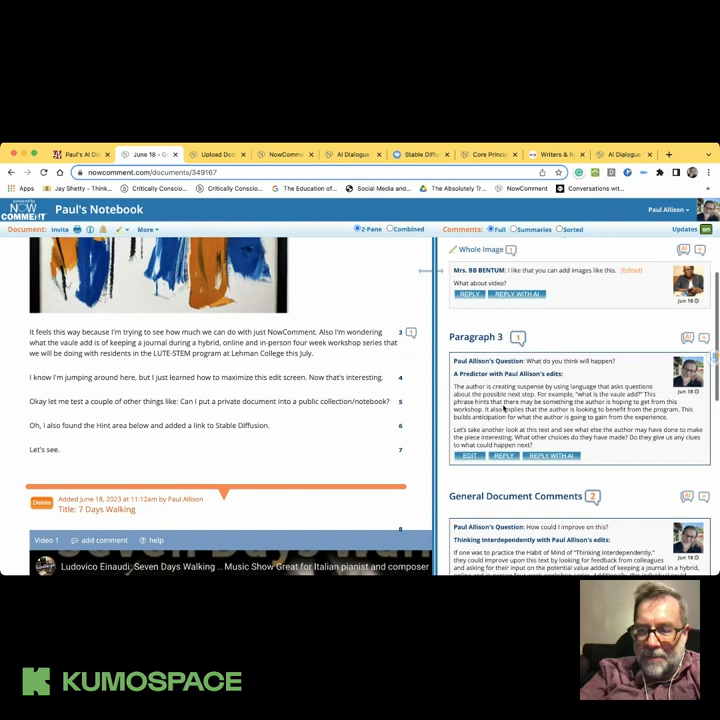 Paul's AI Dia
June 18 - G
Upload Doc
NowComme
AI Dialogue
Stable Diffu
Core Princip
Writers & R
AI Dialogue
nowcomment.com/documents/349167
Apps
Jay Shetty - Think...
Critically Conscio...
Critically Conscio...
The Education of...
Social Media and...
The Absolutely Tr...
NowComment
Conversations wit...
powered by
NOW COMMENT
Paul's Notebook
Paul Allison
Document:
Invite
More
2-Pane
Combined
Comments:
Full
Summaries
Sorted
Updates
on
It feels this way because I'm trying to see how much we can do with just NowComment. Also I'm wondering
what the vaule add is of keeping a journal during a hybrid, online and in-person four week workshop series that
we will be doing with residents in the LUTE-STEM program at Lehman College this July.
3
1
I know I'm jumping around here, but I just learned how to maximize this edit screen. Now that's interesting.
4
Okay let me test a couple of other things like: Can I put a private document into a public collection/notebook?
5
Oh, I also found the Hint area below and added a link to Stable Diffusion.
6
Let's see.
7
Delete
Added June 18, 2023 at 11:12am by Paul Allison
Title: 7 Days Walking
8
Video 1
add comment
help
Ludovico Einaudi: Seven Days Walking .. Music Show Great for Italian pianist and composer
Whole Image
1
AI
Mrs. BB BENTUM: I like that you can add images like this. [Edited]
What about video?
REPLY
REPLY WITH AI
Jun 18
Paragraph 3
1
AI
Paul Allison's Question: What do you think will happen?
A Predictor with Paul Allison's edits:
The author is creating suspense by using language that asks questions
about the possible next step. For example, "what is the vaule add?" This
phrase hints that there may be something the author is hoping to get from this
workshop. It also implies that the author is looking to benefit from the program. This
builds anticipation for what the author is going to gain from the experience.
Let's take another look at this text and see what else the author may have done to make
the piece interesting. What other choices do they have made? Do they give us any clues
to what could happen next?
EDIT
REPLY
REPLY WITH AI
Jun 18
General Document Comments
2
AI
Paul Allison's Question: How could I improve on this?
Thinking Independently with Paul Allison's edits:
If one was to practice the Habit of Mind of "Thinking Independently,"
they could improve upon this text by looking for feedback from colleagues
and asking for their input on the potential value added of keeping a journal in a hybrid,
Jun 18
KUMOSPACE